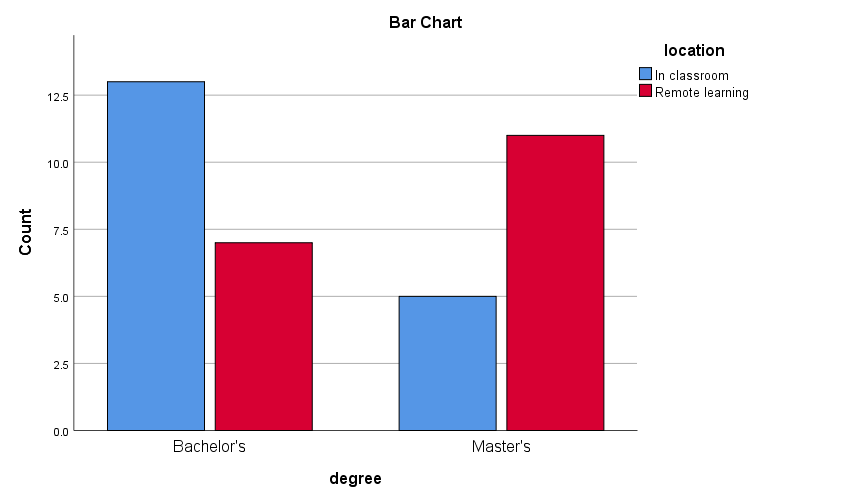 Bar Chart
location
In classroom
Remote learning
12.5
10.0
7.5
5.0
2.5
0.0
Count
Bachelor's
Master's
degree